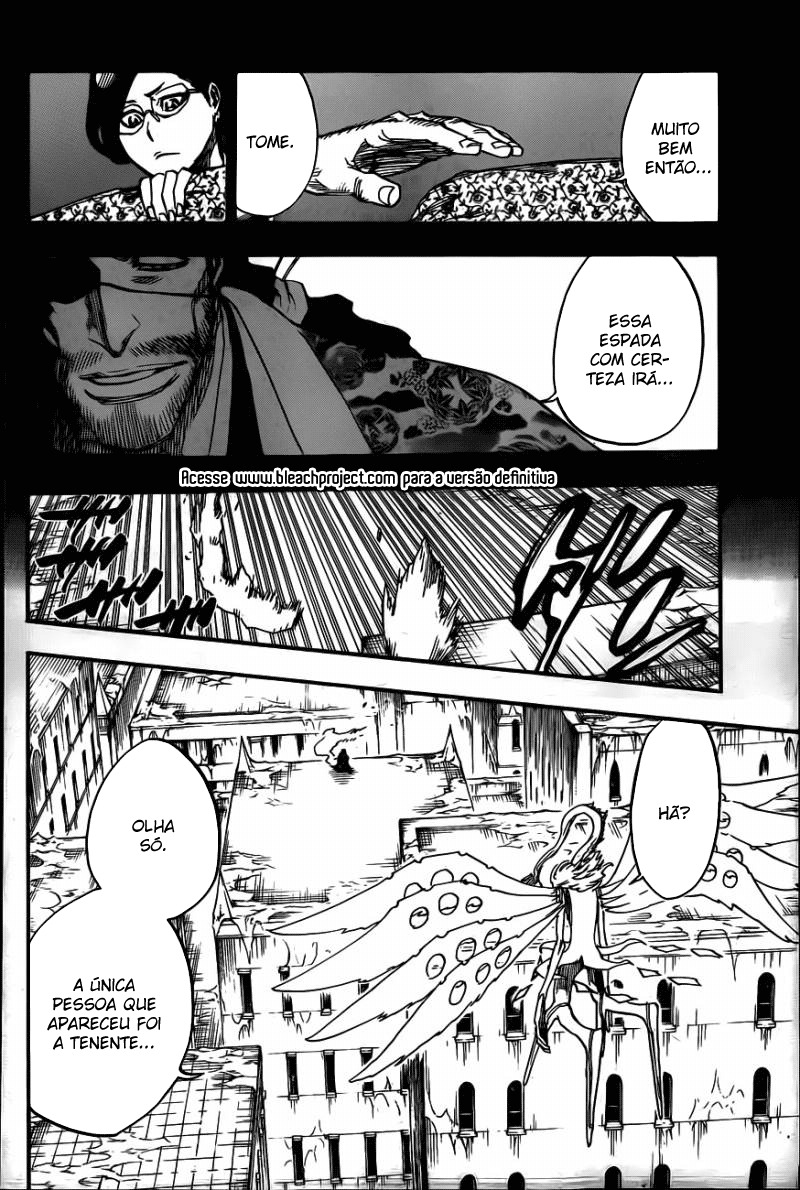 MUITO
BEM
ENTÃO...
TOME.
ESSA
ESPADA
COM CER-
TEZA IRÁ...
Acesse www.bleachproject.com para a versão definitiva
HÃ?
OLHA
SÓ.
A ÚNICA
PESSOA QUE
APARECEU FOI
A TENENTE...